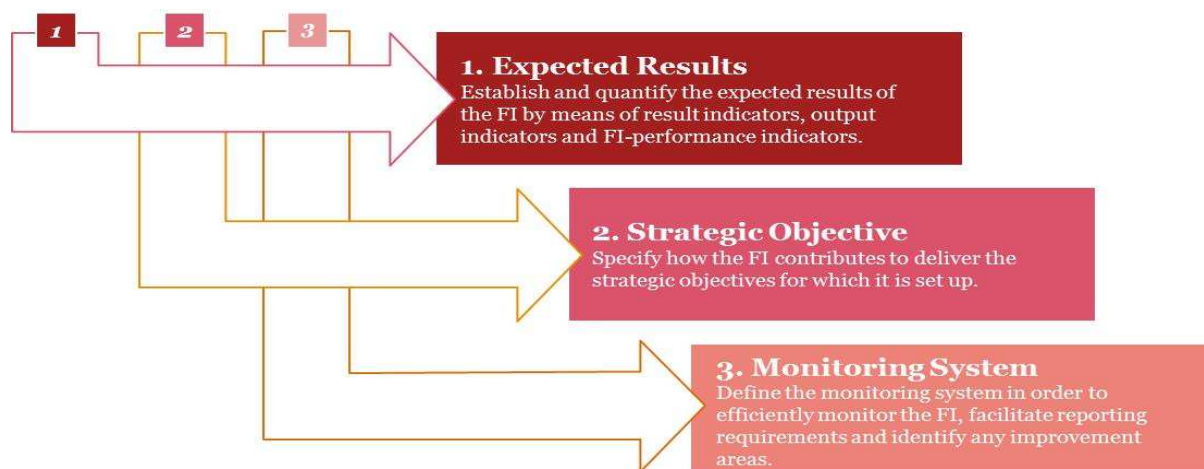 1
2
3
1. Expected Results
Establish and quantify the expected results of
the FI by means of result indicators, output
indicators and FI-performance indicators.
2. Strategic Objective
Specify how the FI contributes to deliver the
strategic objectives for which it is set up.
3. Monitoring System
Define the monitoring system in order to
efficiently monitor the FI, facilitate reporting
requirements and identify any improvement
areas.